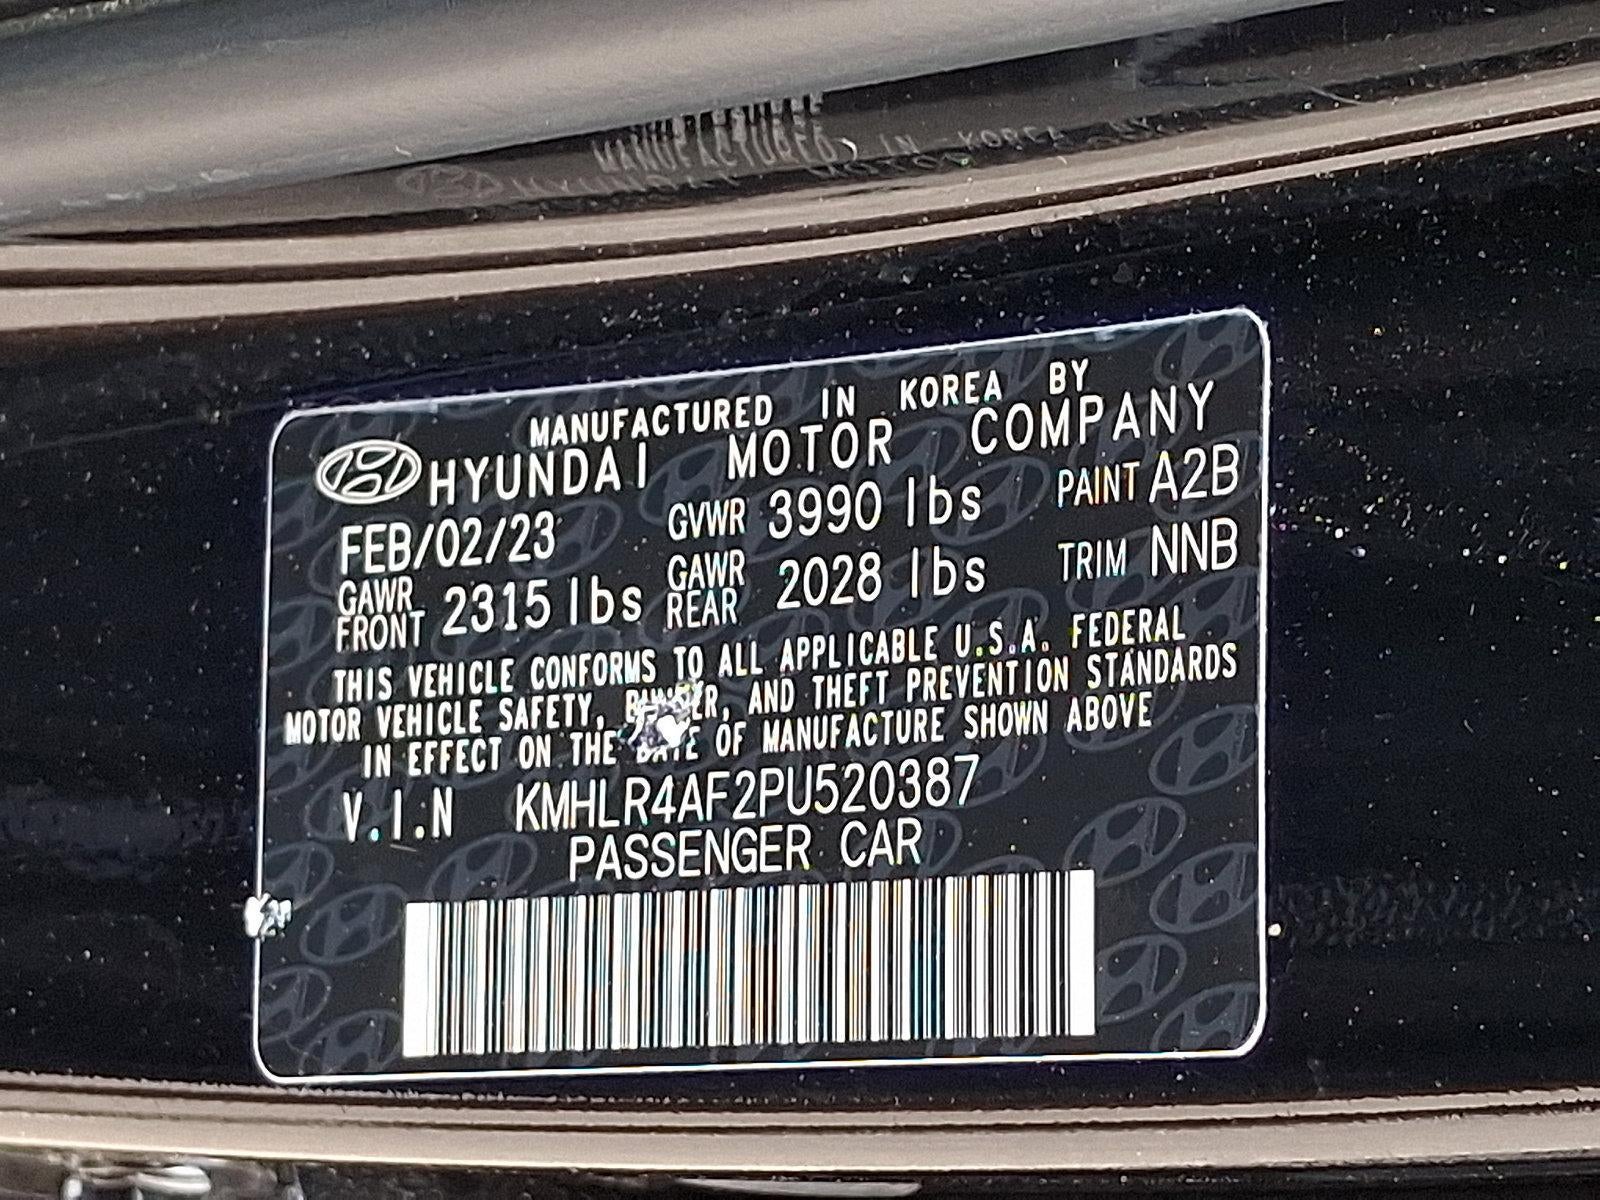 MANUFACTURED IN KOREA BY
HYUNDAI MOTOR COMPANY
FEB/02/23 GVWR 3990 lbs PAINT A2B
GAWR FRONT 2315 lbs GAWR REAR 2028 lbs TRIM NNB
THIS VEHICLE CONFORMS TO ALL APPLICABLE U.S.A. FEDERAL
MOTOR VEHICLE SAFETY, BUMPER, AND THEFT PREVENTION STANDARDS
IN EFFECT ON THE DATE OF MANUFACTURE SHOWN ABOVE
V.I.N KMHLR4AF2PU520387
PASSENGER CAR